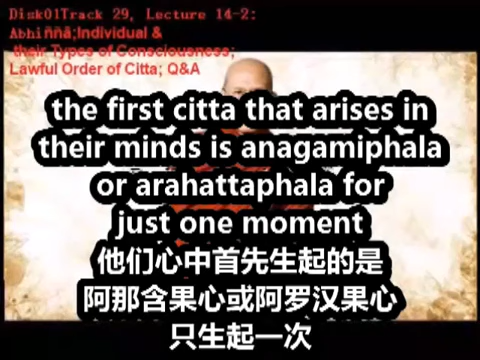 Disk01Track 29, Lecture 14-2:
Abhiññā;Individual &
their Types of Consciousness;
Lawful Order of Citta; Q&A
the first citta that arises in
their minds is anagamiphala
or arahattaphala for
just one moment
他们心中首先生起的是
阿那含果心或阿罗汉果心
只生起一次